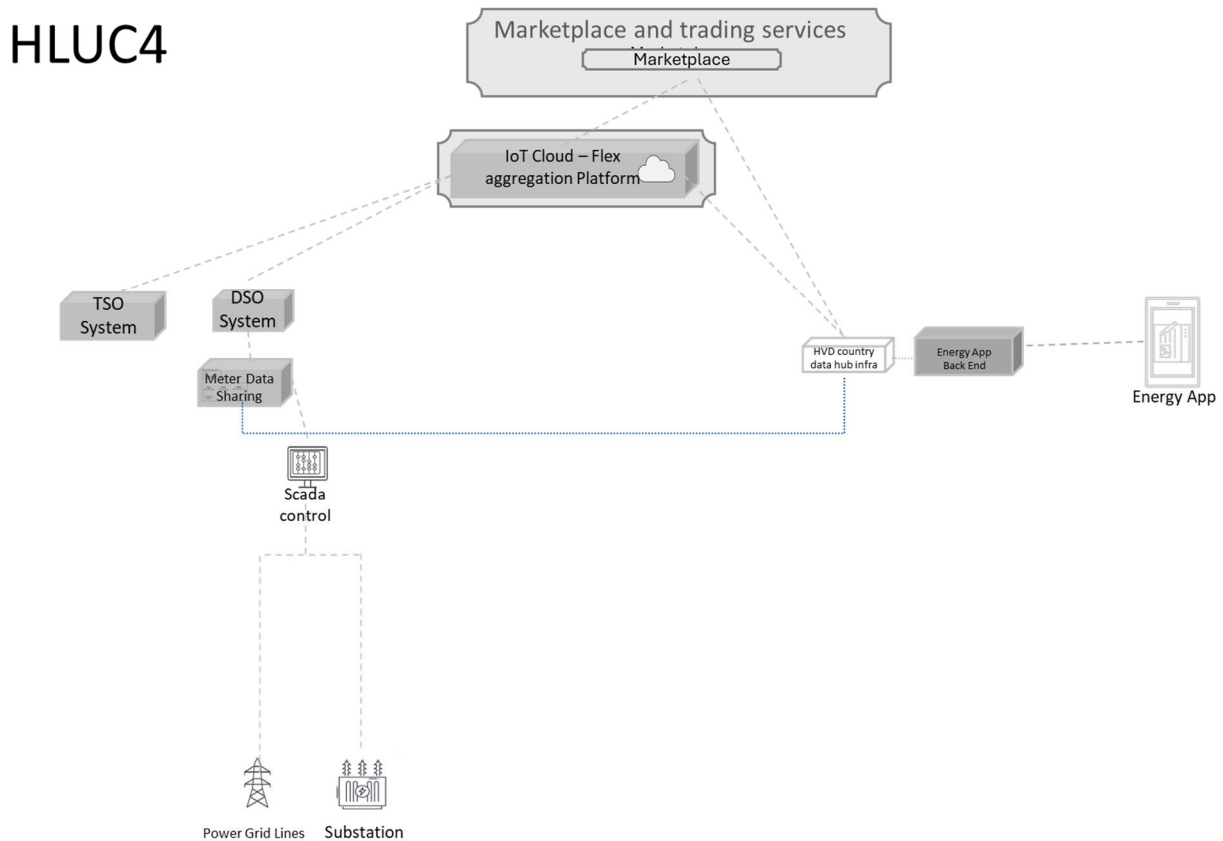 HLUC4
Marketplace and trading services
Marketplace
IoT Cloud – Flex
aggregation Platform
TSO
System
DSO
System
Meter Data
Sharing
HVD country
data hub infra
Energy App
Back End
Energy App
Scada
control
Power Grid Lines
Substation